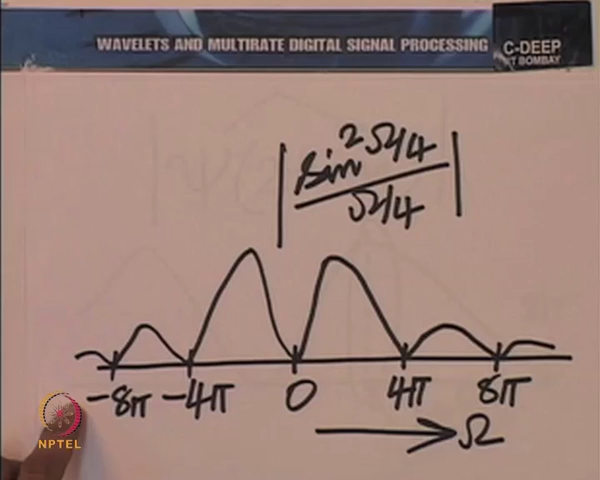 WAVELETS AND MULTIRATE DIGITAL SIGNAL PROCESSING
C-DEEP
IIT BOMBAY
|sin²Ω/4 / Ω/4|
-8π -4π 0 4π 8π
Ω
NPTEL